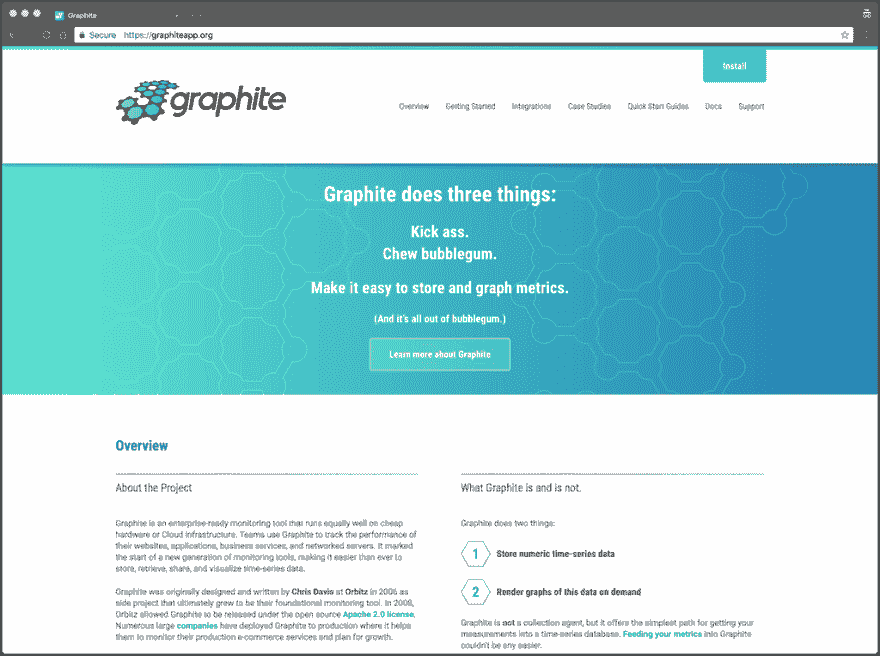 Graphite
Secure https://graphiteapp.org
Install
graphite
Overview Getting Started Integrations Case Studies Quick Start Guides Docs Support
Graphite does three things:
Kick ass.
Chew bubblegum.
Make it easy to store and graph metrics.
(And it's all out of bubblegum.)
Learn more about Graphite
Overview
About the Project
Graphite is an enterprise-ready monitoring tool that runs equally well on cheap
hardware or Cloud infrastructure. Teams use Graphite to track the performance of
their websites, applications, business services, and networked servers. It marked
the start of a new generation of monitoring tools, making it easier than ever to
store, retrieve, share, and visualize time-series data.
Graphite was originally designed and written by Chris Davis at Orbitz in 2006 as
side project that ultimately grew to be their foundational monitoring tool. In 2008,
Orbitz allowed Graphite to be released under the open source Apache 2.0 license.
Numerous large companies have deployed Graphite to production where it helps
them to monitor their production e-commerce services and plan for growth.
What Graphite is and is not.
Graphite does two things:
1 Store numeric time-series data
2 Render graphs of this data on demand
Graphite is not a collection agent, but it offers the simplest path for getting your
measurements into a time-series database. Feeding your metrics into Graphite
couldn't be any easier.